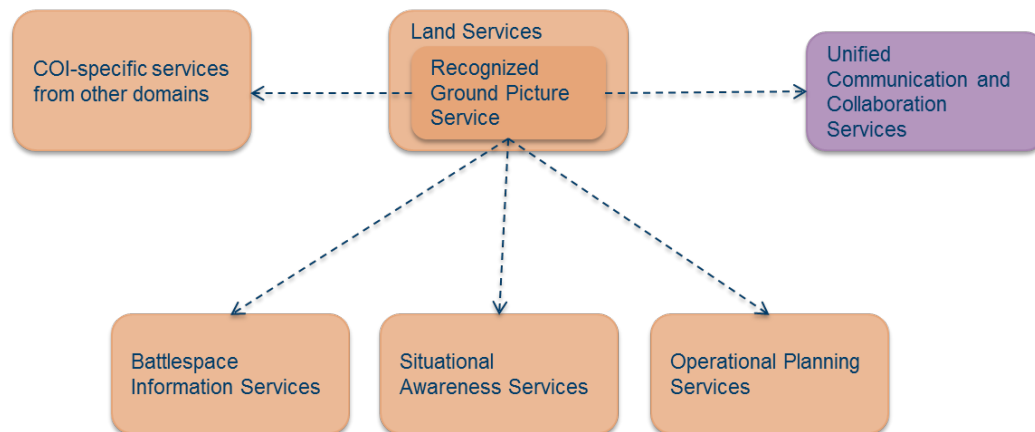 COI-specific services
from other domains
Land Services
Recognized
Ground Picture
Service
Unified
Communication and
Collaboration
Services
Battlespace
Information Services
Situational
Awareness Services
Operational Planning
Services